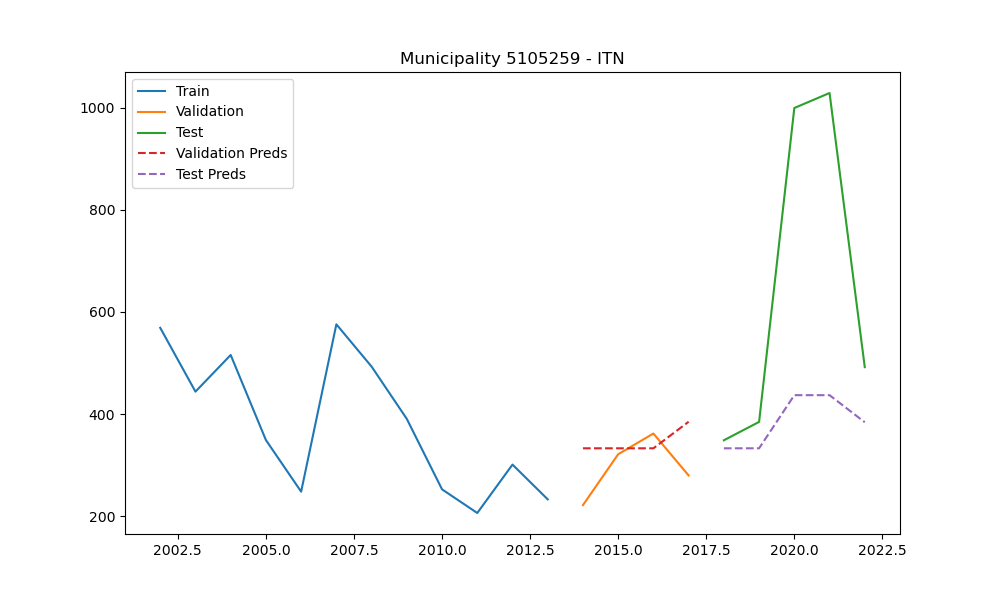 Municipality 5105259 - ITN
Train
Validation
Test
Validation Preds
Test Preds
1000
800
600
400
200
2002.5 2005.0 2007.5 2010.0 2012.5 2015.0 2017.5 2020.0 2022.5